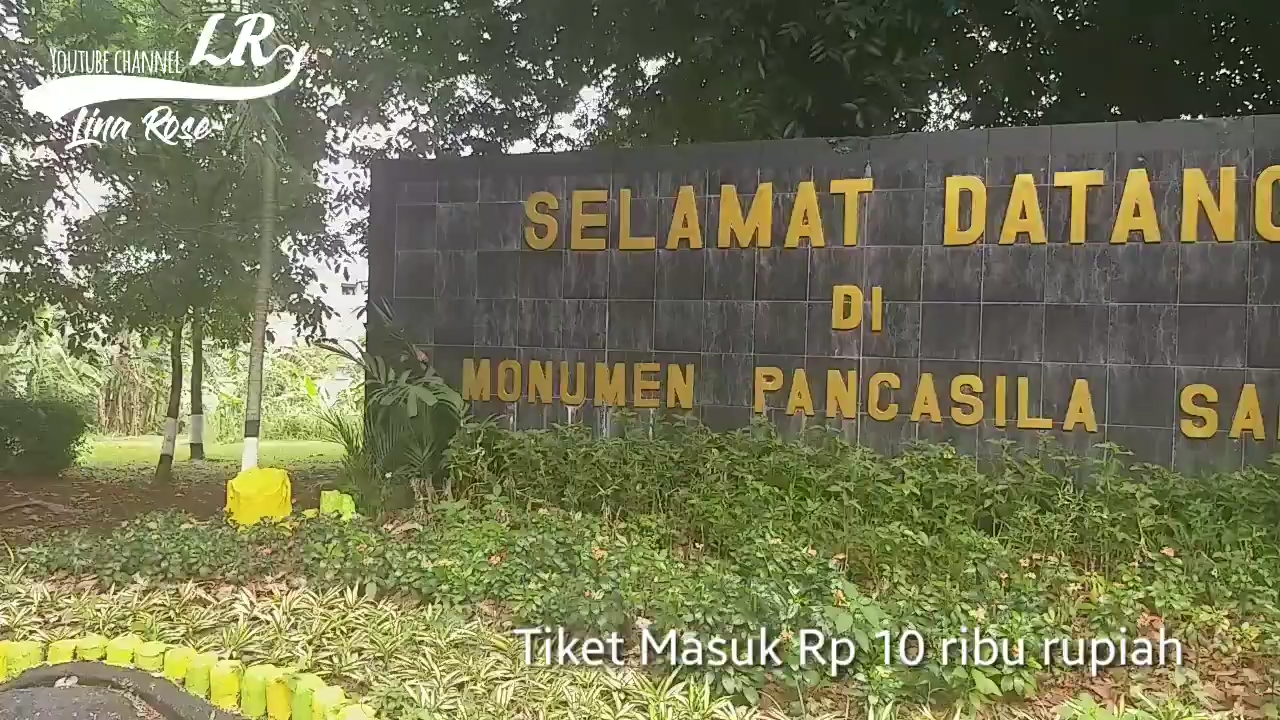 YOUTUBE CHANNEL LR
Lina Rose
SELAMAT DATANG
DI
MONUMEN PANCASILA SA
Tiket Masuk Rp 10 ribu rupiah